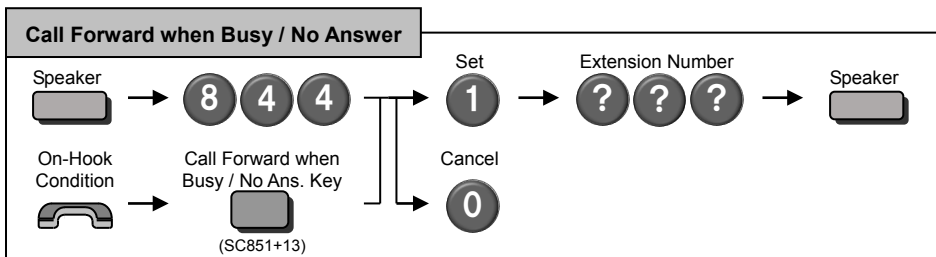 Call Forward when Busy / No Answer
Speaker
8 4 4
Set
1
Extension Number
? ? ?
Speaker
On-Hook
Condition
Call Forward when
Busy / No Ans. Key
(SC851+13)
Cancel
0